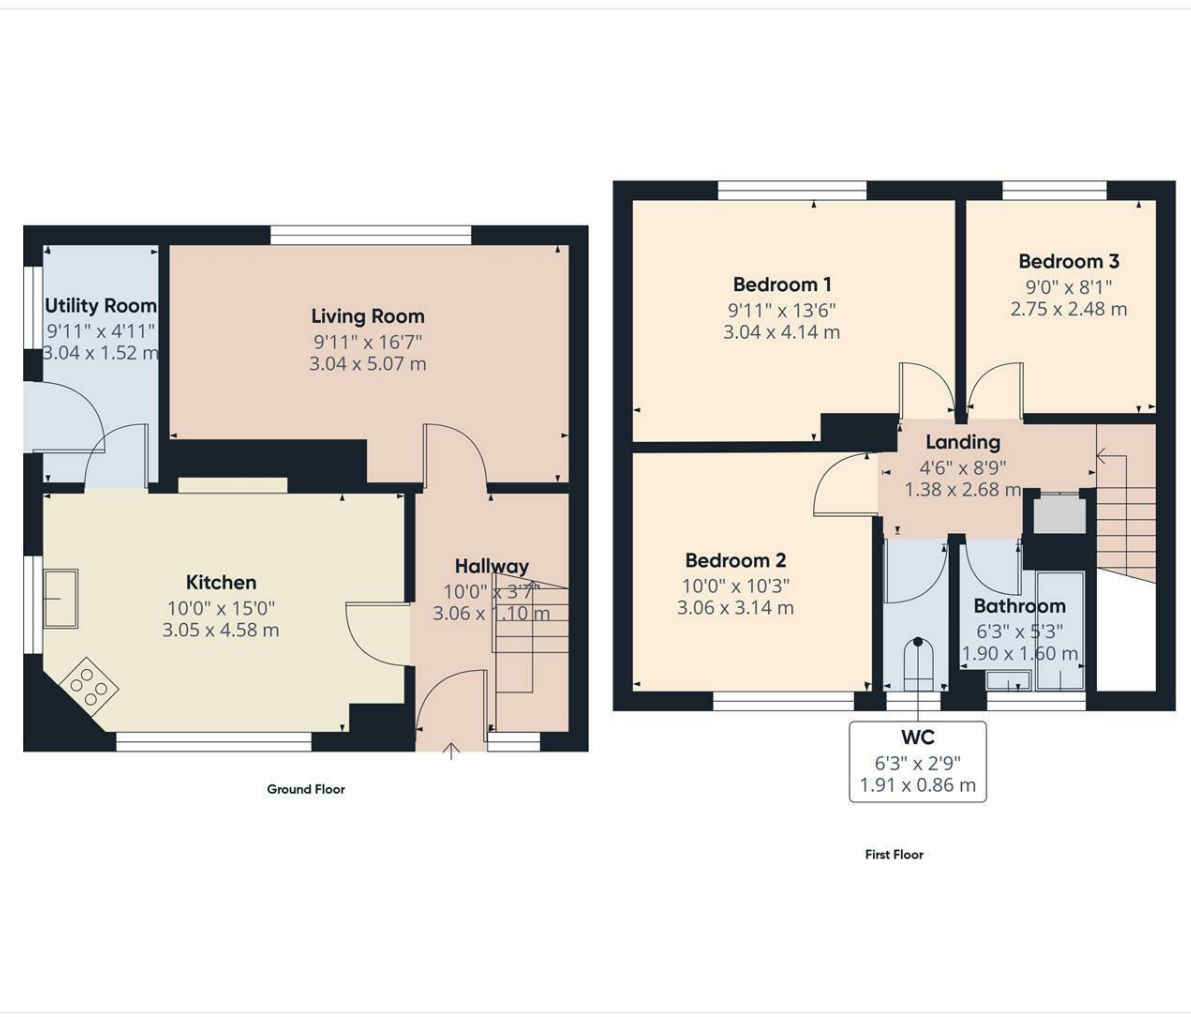 Utility Room
9'11" x 4'11"
3.04 x 1.52 m
Living Room
9'11" x 16'7"
3.04 x 5.07 m
Kitchen
10'0" x 15'0"
3.05 x 4.58 m
Hallway
10'0" x 3'7"
3.06 x 1.10 m
Ground Floor
Bedroom 1
9'11" x 13'6"
3.04 x 4.14 m
Bedroom 3
9'0" x 8'1"
2.75 x 2.48 m
Landing
4'6" x 8'9"
1.38 x 2.68 m
Bedroom 2
10'0" x 10'3"
3.06 x 3.14 m
Bathroom
6'3" x 5'3"
1.90 x 1.60 m
WC
6'3" x 2'9"
1.91 x 0.86 m
First Floor